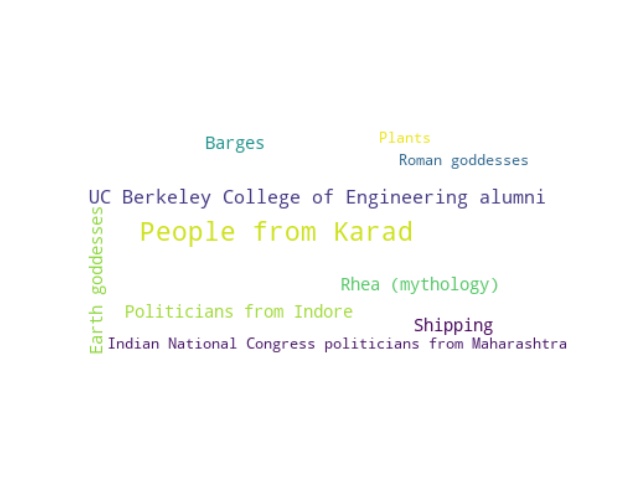 Plants
Barges
Roman goddesses
UC Berkeley College of Engineering alumni
People from Karad
Earth goddesses
Rhea (mythology)
Politicians from Indore
Shipping
Indian National Congress politicians from Maharashtra